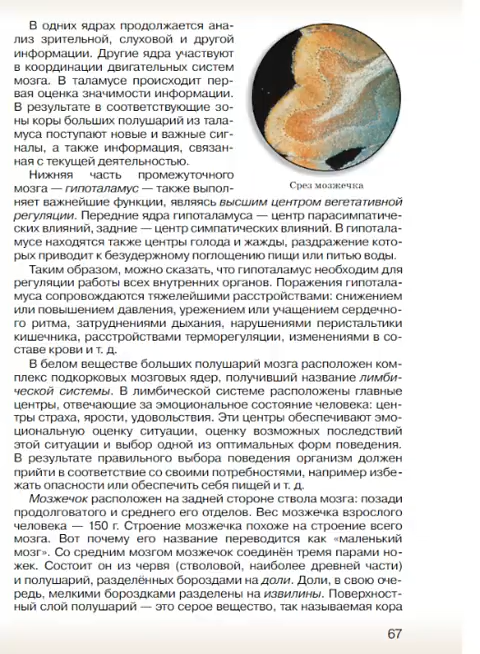 В одних ядрах продолжается ана-
лиз зрительной, слуховой и другой
информации. Другие ядра участвуют
в координации двигательных систем
мозга. В таламусе происходит пер-
вая оценка значимости информации.
В результате в соответствующие зо-
ны коры больших полушарий из тала-
муса поступают новые и важные сиг-
налы, а также информация, связан-
ная с текущей деятельностью.
Нижняя часть промежуточного
мозга — гипоталамус — также выпол-
няет важнейшие функции, являясь высшим центром вегетативной
регуляции. Передние ядра гипоталамуса — центр парасимпатиче-
ских влияний, задние — центр симпатических влияний. В гипотала-
мусе находятся также центры голода и жажды, раздражение кото-
рых приводит к безудержному поглощению пищи или питью воды.
Таким образом, можно сказать, что гипоталамус необходим для
регуляции работы всех внутренних органов. Поражения гипотала-
муса сопровождаются тяжелейшими расстройствами: снижением
или повышением давления, урежением или учащением сердечно-
го ритма, затруднениями дыхания, нарушениями перистальтики
кишечника, расстройствами терморегуляции, изменениями в со-
ставе крови и т. д.
В белом веществе больших полушарий мозга расположен ком-
плекс подкорковых мозговых ядер, получивший название лимби-
ческой системы. В лимбической системе расположены главные
центры, отвечающие за эмоциональное состояние человека: цен-
тры страха, ярости, удовольствия. Эти центры обеспечивают эмо-
циональную оценку ситуации, оценку возможных последствий
этой ситуации и выбор одной из оптимальных форм поведения.
В результате правильного выбора поведения организм должен
прийти в соответствие со своими потребностями, например избе-
жать опасности или обеспечить себя пищей и т. д.
Мозжечок расположен на задней стороне ствола мозга: позади
продолговатого и среднего его отделов. Вес мозжечка взрослого
человека — 150 г. Строение мозжечка похоже на строение всего
мозга. Вот почему его название переводится как «маленький
мозг». Со средним мозгом мозжечок соединён тремя парами но-
жек. Состоит он из червя (стволовой, наиболее древней части)
и полушарий, разделённых бороздами на доли. Доли, в свою оче-
редь, мелкими бороздками разделены на извилины. Поверхност-
ный слой полушарий — это серое вещество, так называемая кора
Срез мозжечка
67